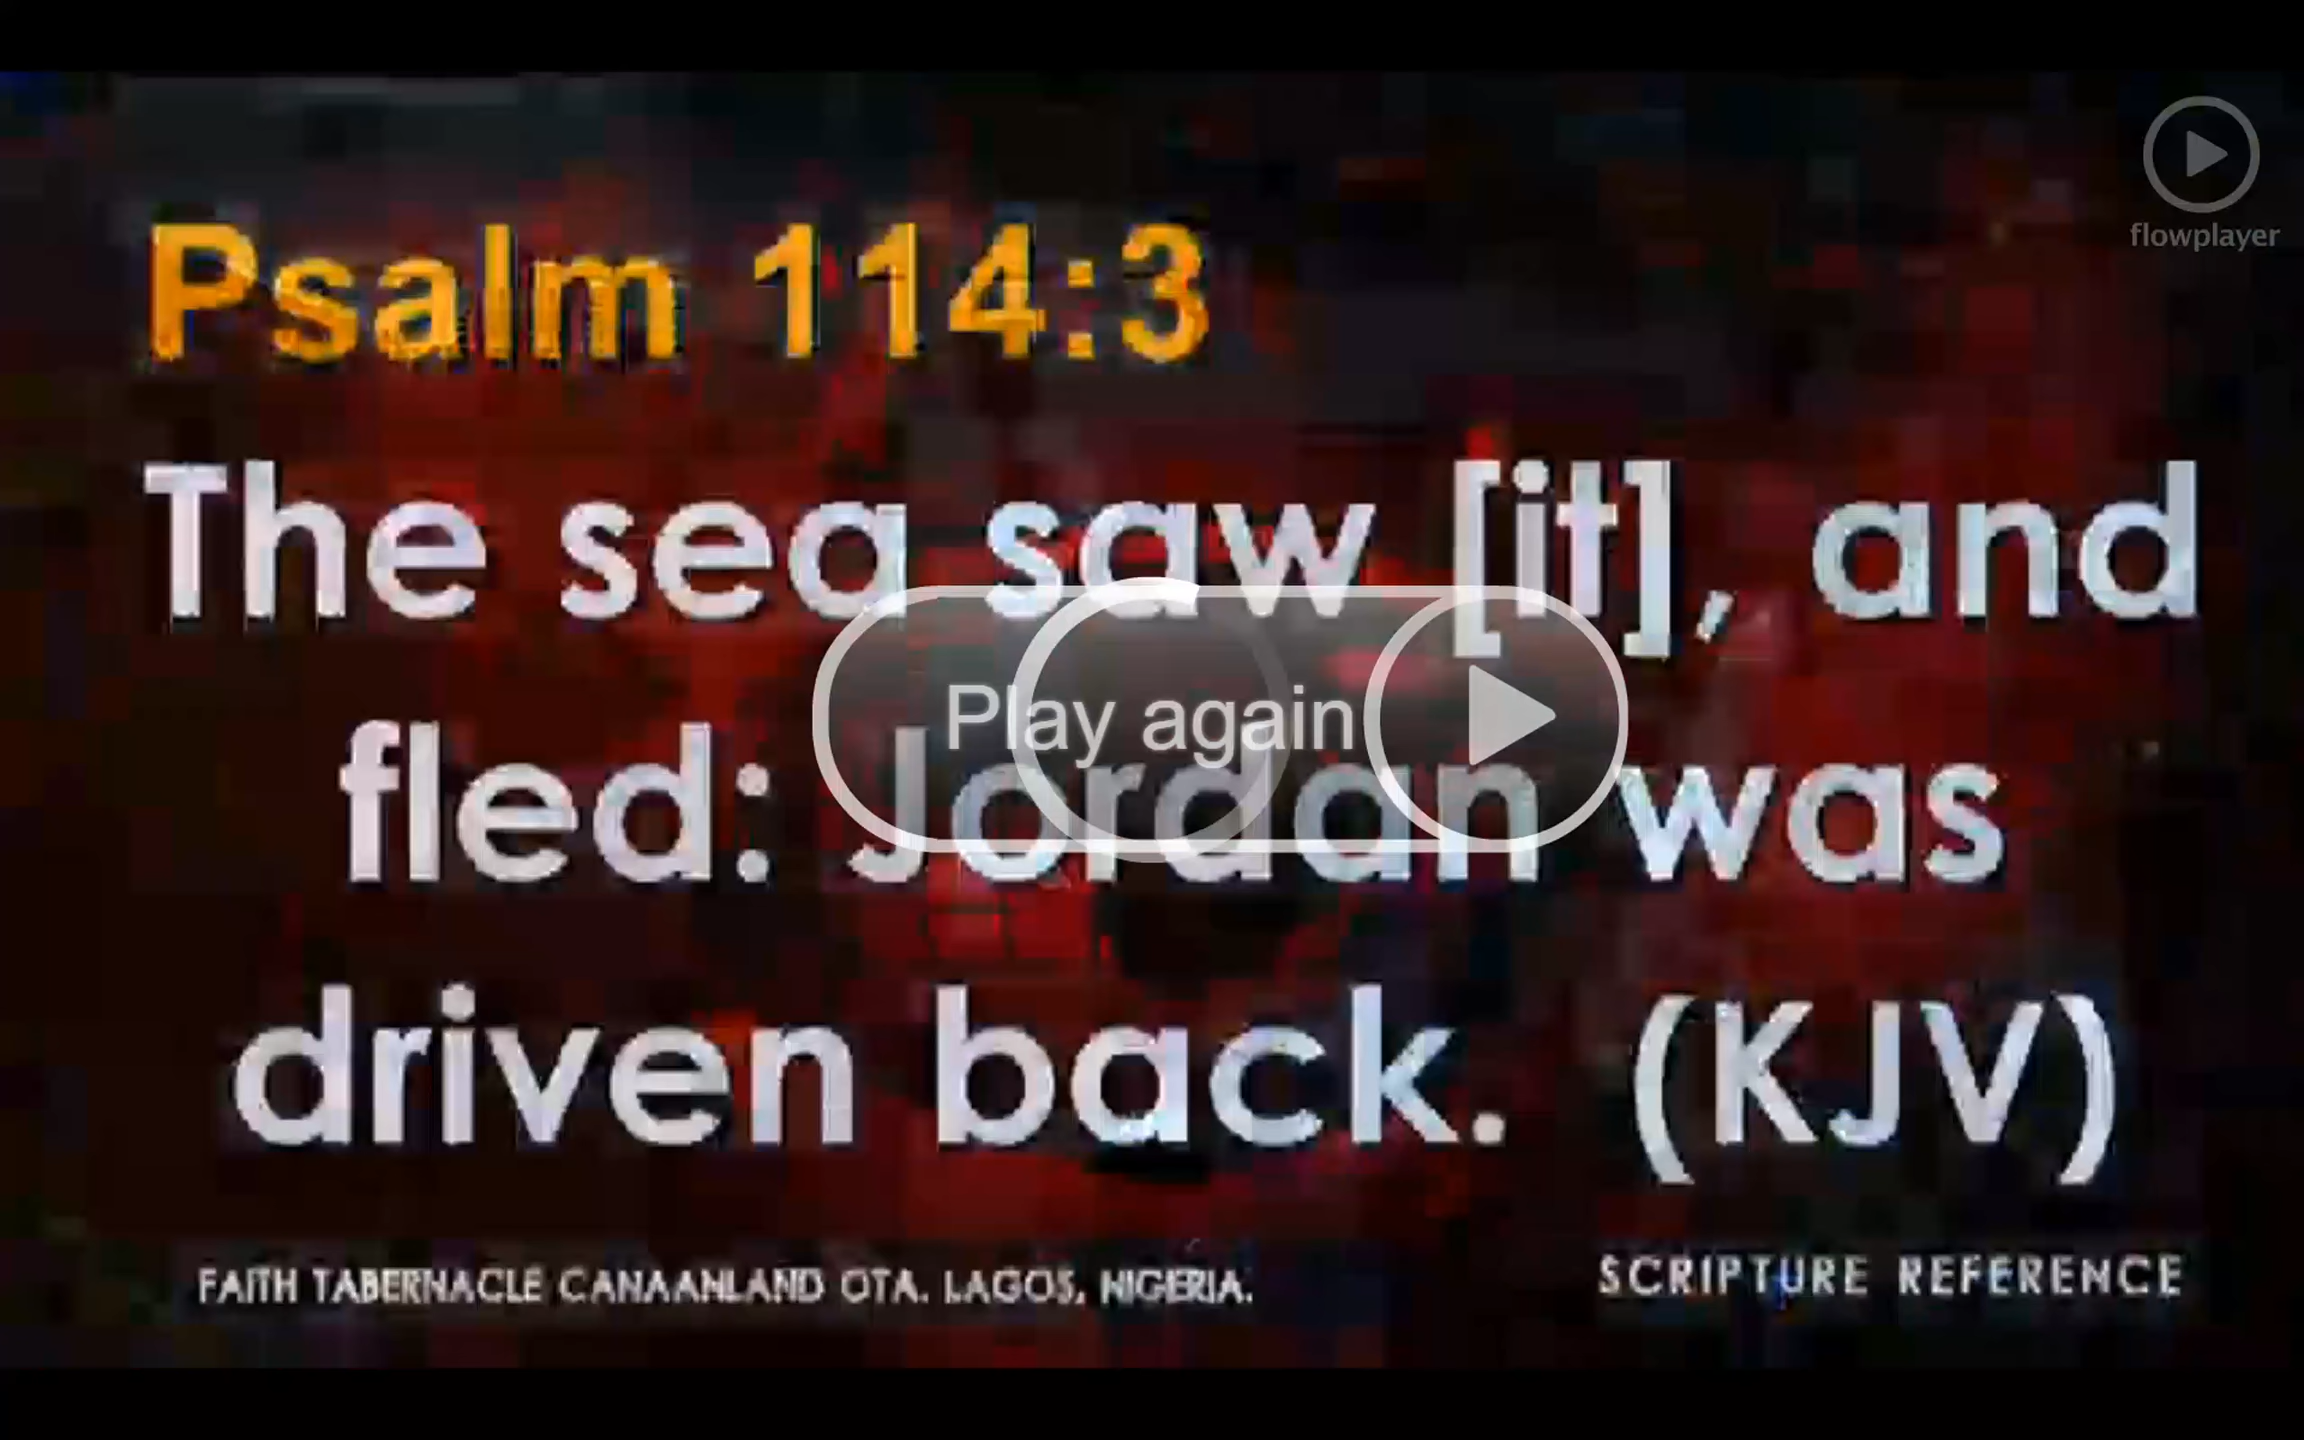 flowplayer
Psalm 114:3
The sea saw [it], and
Play again
fled: Jordan was
driven back. (KJV)
FAITH TABERNACLE CANAANLAND OTA. LAGOS, NIGERIA.
SCRIPTURE REFERENCE